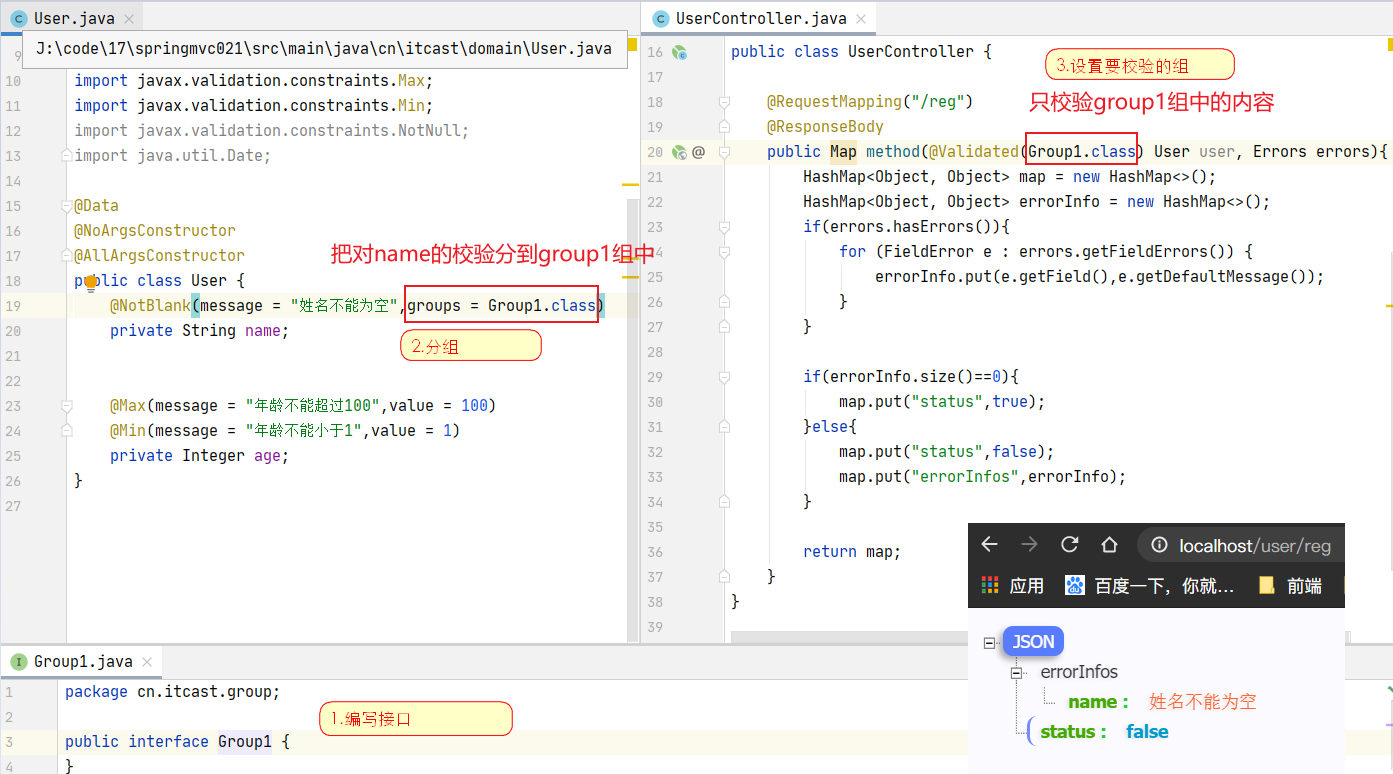 User.java
J:\code\17\springmvc021\src\main\java\cn\itcast\domain\User.java
9
10 import javax.validation.constraints.Max;
11 import javax.validation.constraints.Min;
12 import javax.validation.constraints.NotNull;
13 import java.util.Date;
14
15 @Data
16 @NoArgsConstructor
17 @AllArgsConstructor
把对name的校验分到group1组中
18 public class User {
19 @NotBlank(message = "姓名不能为空",groups = Group1.class)
20 private String name;
2.分组
21
22
23 @Max(message = "年龄不能超过100",value = 100)
24 @Min(message = "年龄不能小于1",value = 1)
25 private Integer age;
26 }
27
UserController.java
16 public class UserController {
3.设置要校验的组
17
18 @RequestMapping("/reg")
只校验group1组中的内容
19 @ResponseBody
20 @ public Map method(@Validated(Group1.class) User user, Errors errors){
21 HashMap<Object, Object> map = new HashMap<>();
22 HashMap<Object, Object> errorInfo = new HashMap<>();
23 if(errors.hasErrors()){
24 for (FieldError e : errors.getFieldErrors()) {
25 errorInfo.put(e.getField(),e.getDefaultMessage());
26 }
27 }
28
29 if(errorInfo.size()==0){
30 map.put("status",true);
31 }else{
32 map.put("status",false);
33 map.put("errorInfos",errorInfo);
34 }
35
36 return map;
37 }
38 }
39
Group1.java
1 package cn.itcast.group;
2
1.编写接口
3 public interface Group1 {
4 }
localhost/user/reg
应用 百度一下，你就... 前端
JSON
errorInfos
name : 姓名不能为空
status : false